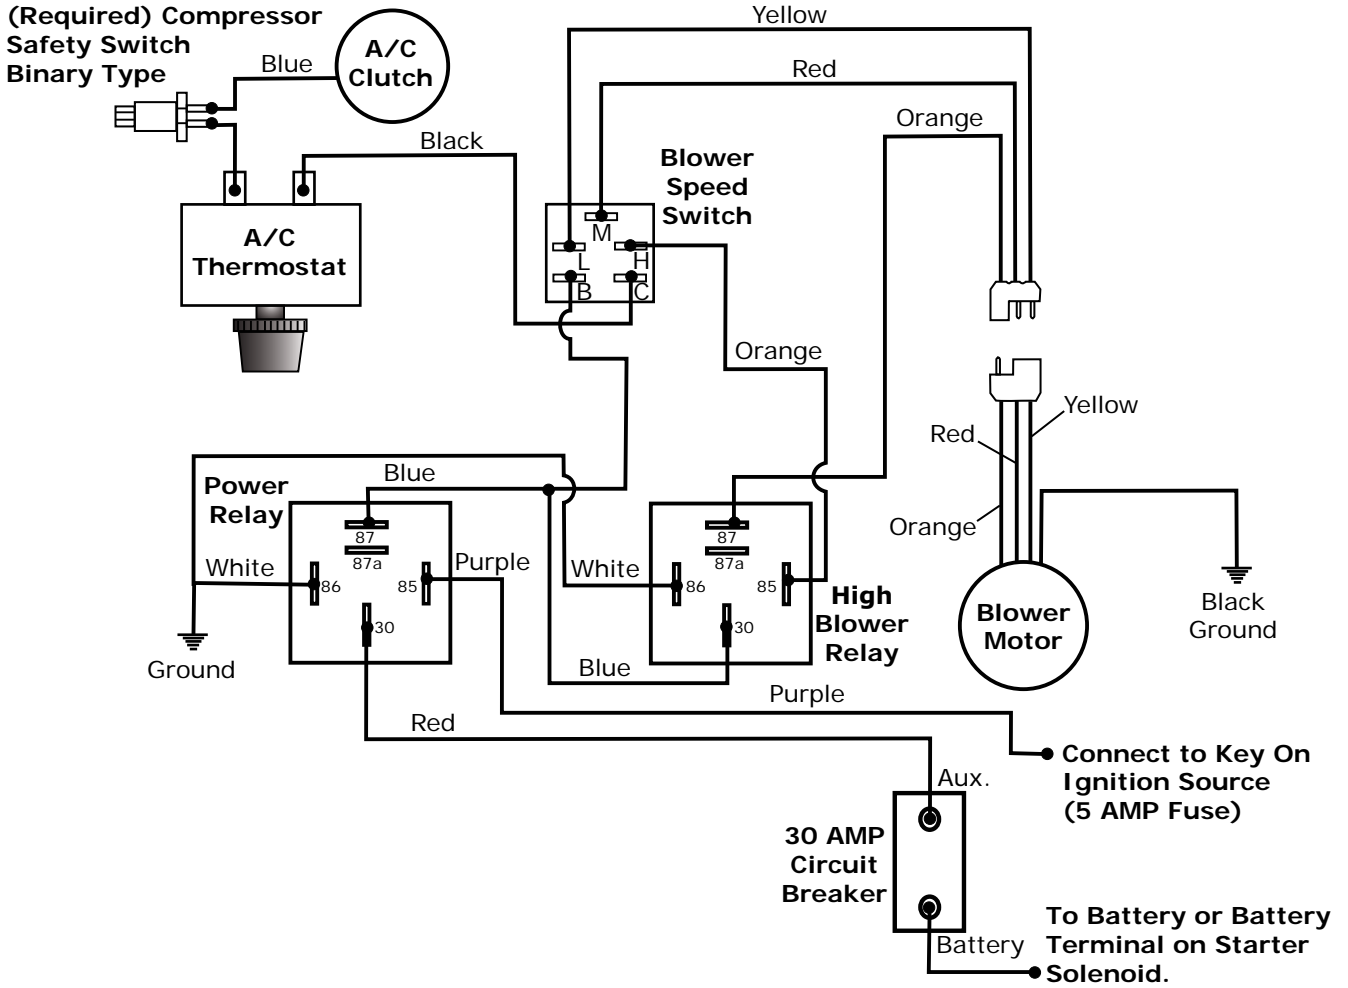 (Required) Compressor
Safety Switch
Binary Type
Blue
A/C
Clutch
Yellow
Red
Orange
Black
Blower
Speed
Switch
M
L
H
B
C
A/C
Thermostat
Orange
Yellow
Red
Orange
Blue
Power
Relay
87
87a
86
85
30
White
Purple
Ground
White
87
87a
86
85
30
High
Blower
Relay
Blue
Blower
Motor
Black
Ground
Purple
Red
Connect to Key On
Ignition Source
(5 AMP Fuse)
Aux.
30 AMP
Circuit
Breaker
Battery
To Battery or Battery
Terminal on Starter
Solenoid.